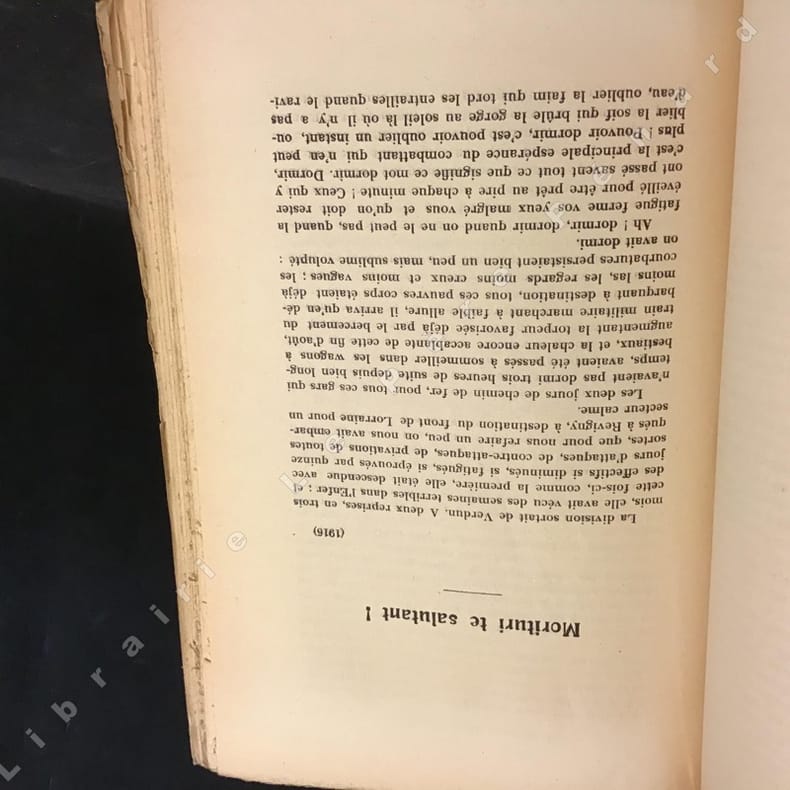 Morituri te salutant !
(1916)
La division sortait de Verdun. A deux reprises, en trois
mois, elle avait vécu des semaines terribles dans l'Enfer ; et
cette fois-ci, comme la première, elle était descendue avec
des effectifs si diminués, si fatigués, si éprouvés par quinze
jours d'attaques, de contre-attaques, de privations de toutes
sortes, que pour nous refaire un peu, on nous avait embar-
qués à Revigny, à destination du front de Lorraine pour un
secteur calme.
Les deux jours de chemin de fer, pour tous ces gars qui
n'avaient pas dormi trois heures de suite depuis bien long-
temps, avaient été passés à sommeiller dans les wagons à
bestiaux, et la chaleur encore accablante de cette fin d'août,
augmentant la torpeur favorisée déjà par le bercement du
train militaire marchant à faible allure, il arriva qu'en dé-
barquant à destination, tous ces pauvres corps étaient déjà
moins las, les regards moins creux et moins vagues ; les
courbatures persistaient bien un peu, mais sublime volupté :
on avait dormi.
Ah ! dormir, dormir quand on ne le peut pas, quand la
fatigue ferme vos yeux malgré vous et qu'on doit rester
éveillé pour être prêt au pire à chaque minute ! Ceux qui y
ont passé savent tout ce que signifie ce mot dormir. Dormir,
c'est la principale espérance du combattant qui n'en peut
plus ! Pouvoir dormir, c'est pouvoir oublier un instant, ou-
blier la soif qui brûle la gorge au soleil là où il n'y a pas
d'eau, oublier la faim qui tord les entrailles quand le ravi-
Librairie